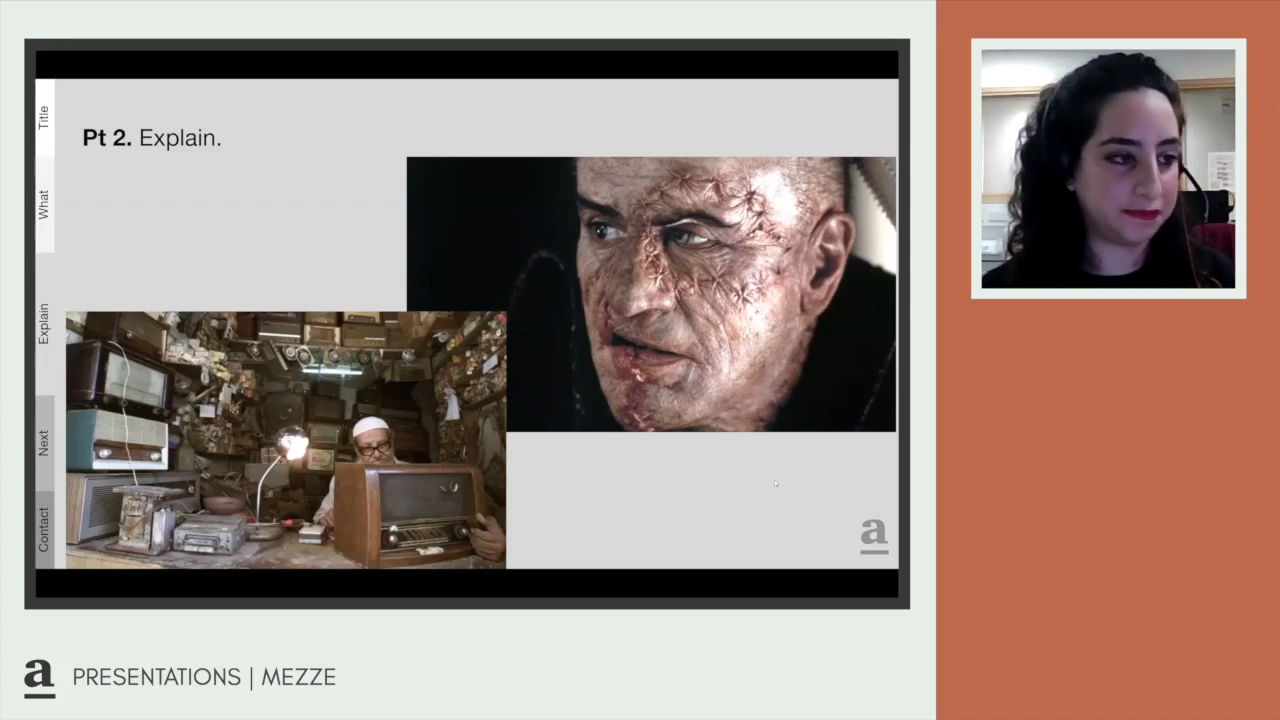 Pt 2. Explain.
Title
What
Explain
Next
Contact
a
a PRESENTATIONS | MEZZE